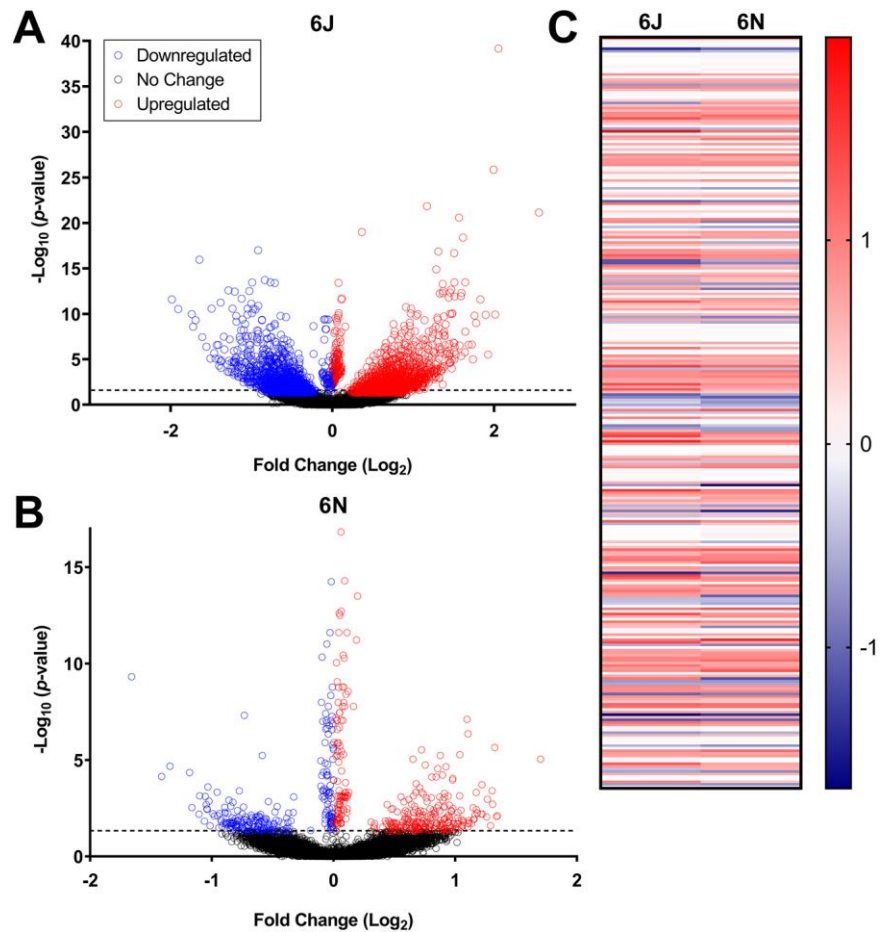 A
6J
40
35
30
25
20
15
10
5
0
-Log10 (p-value)
Downregulated
No Change
Upregulated
-2
0
2
Fold Change (Log2)
B
6N
15
10
5
0
-Log10 (p-value)
-2
-1
0
1
2
Fold Change (Log2)
C
6J
6N
1
0
-1